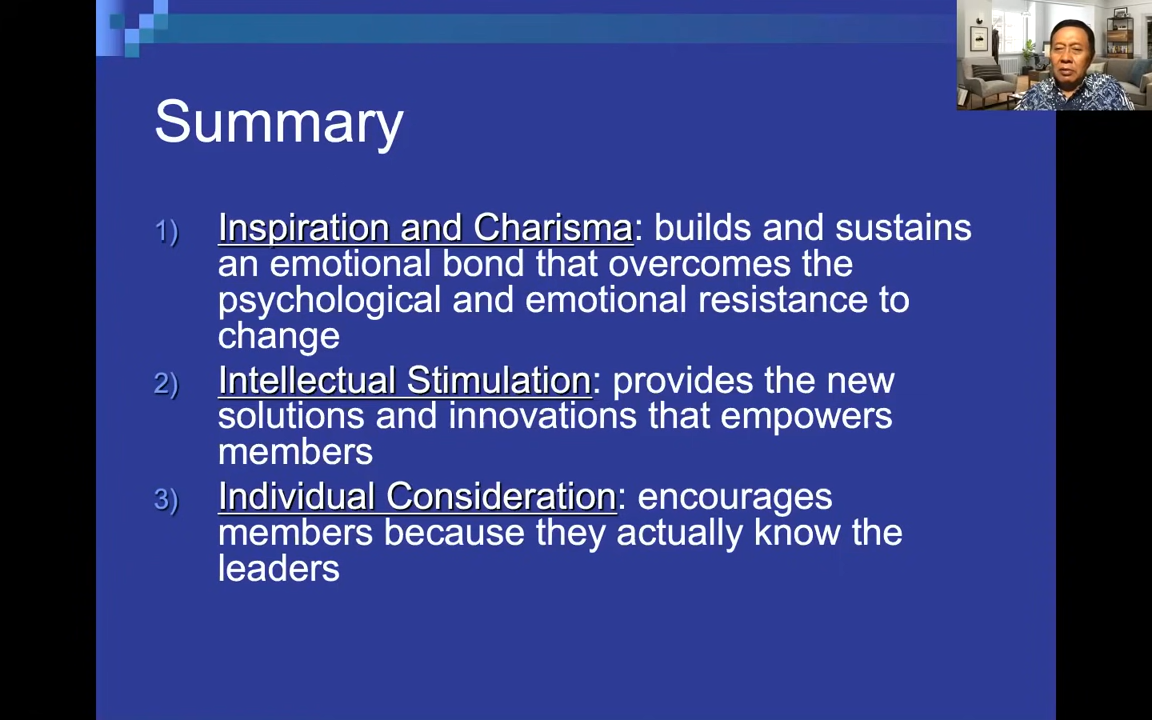 Summary
1) Inspiration and Charisma: builds and sustains
an emotional bond that overcomes the
psychological and emotional resistance to
change
2) Intellectual Stimulation: provides the new
solutions and innovations that empowers
members
3) Individual Consideration: encourages
members because they actually know the
leaders